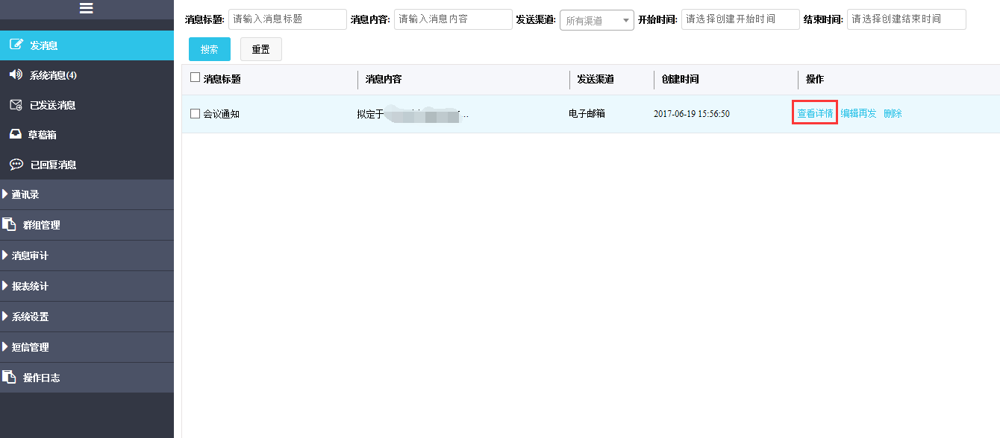 消息标题: 请输入消息标题 消息内容: 请输入消息内容 发送渠道: 所有渠道 开始时间: 请选择创建开始时间 结束时间: 请选择创建结束时间
搜索 重置
发消息
系统消息(4)
已发送消息
草稿箱
已回复消息
通讯录
群组管理
消息审计
报表统计
系统设置
短信管理
操作日志
消息标题 消息内容 发送渠道 创建时间 操作
会议通知 拟定于 ... 电子邮箱 2017-06-19 15:56:50 查看详情 编辑再发 删除